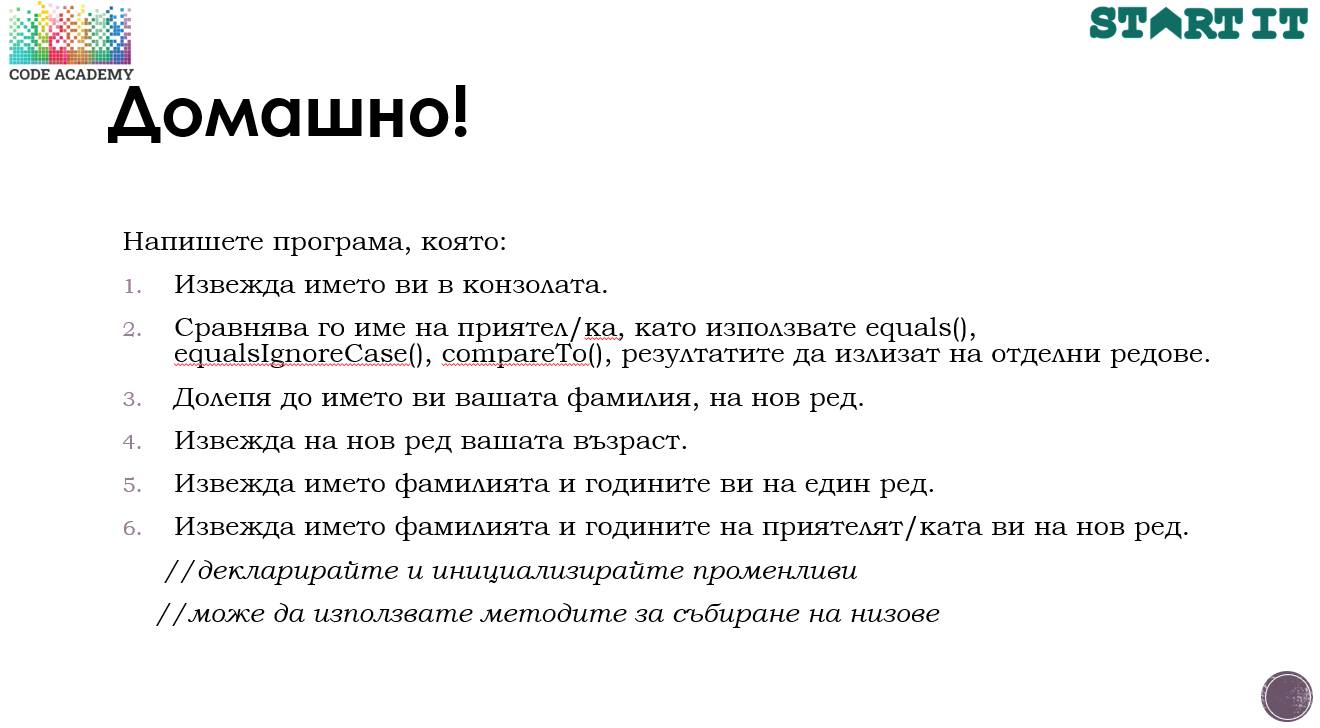 CODE ACADEMY
START IT
Домашно!
Напишете програма, която:
1. Извежда името ви в конзолата.
2. Сравнява го име на приятел/ка, като използвате equals(),
equalsIgnoreCase(), compareTo(), резултатите да излизат на отделни редове.
3. Долепя до името ви вашата фамилия, на нов ред.
4. Извежда на нов ред вашата възраст.
5. Извежда името фамилията и годините ви на един ред.
6. Извежда името фамилията и годините на приятелят/ката ви на нов ред.
//декларирайте и инициализирайте променливи
//може да използвате методите за събиране на низове